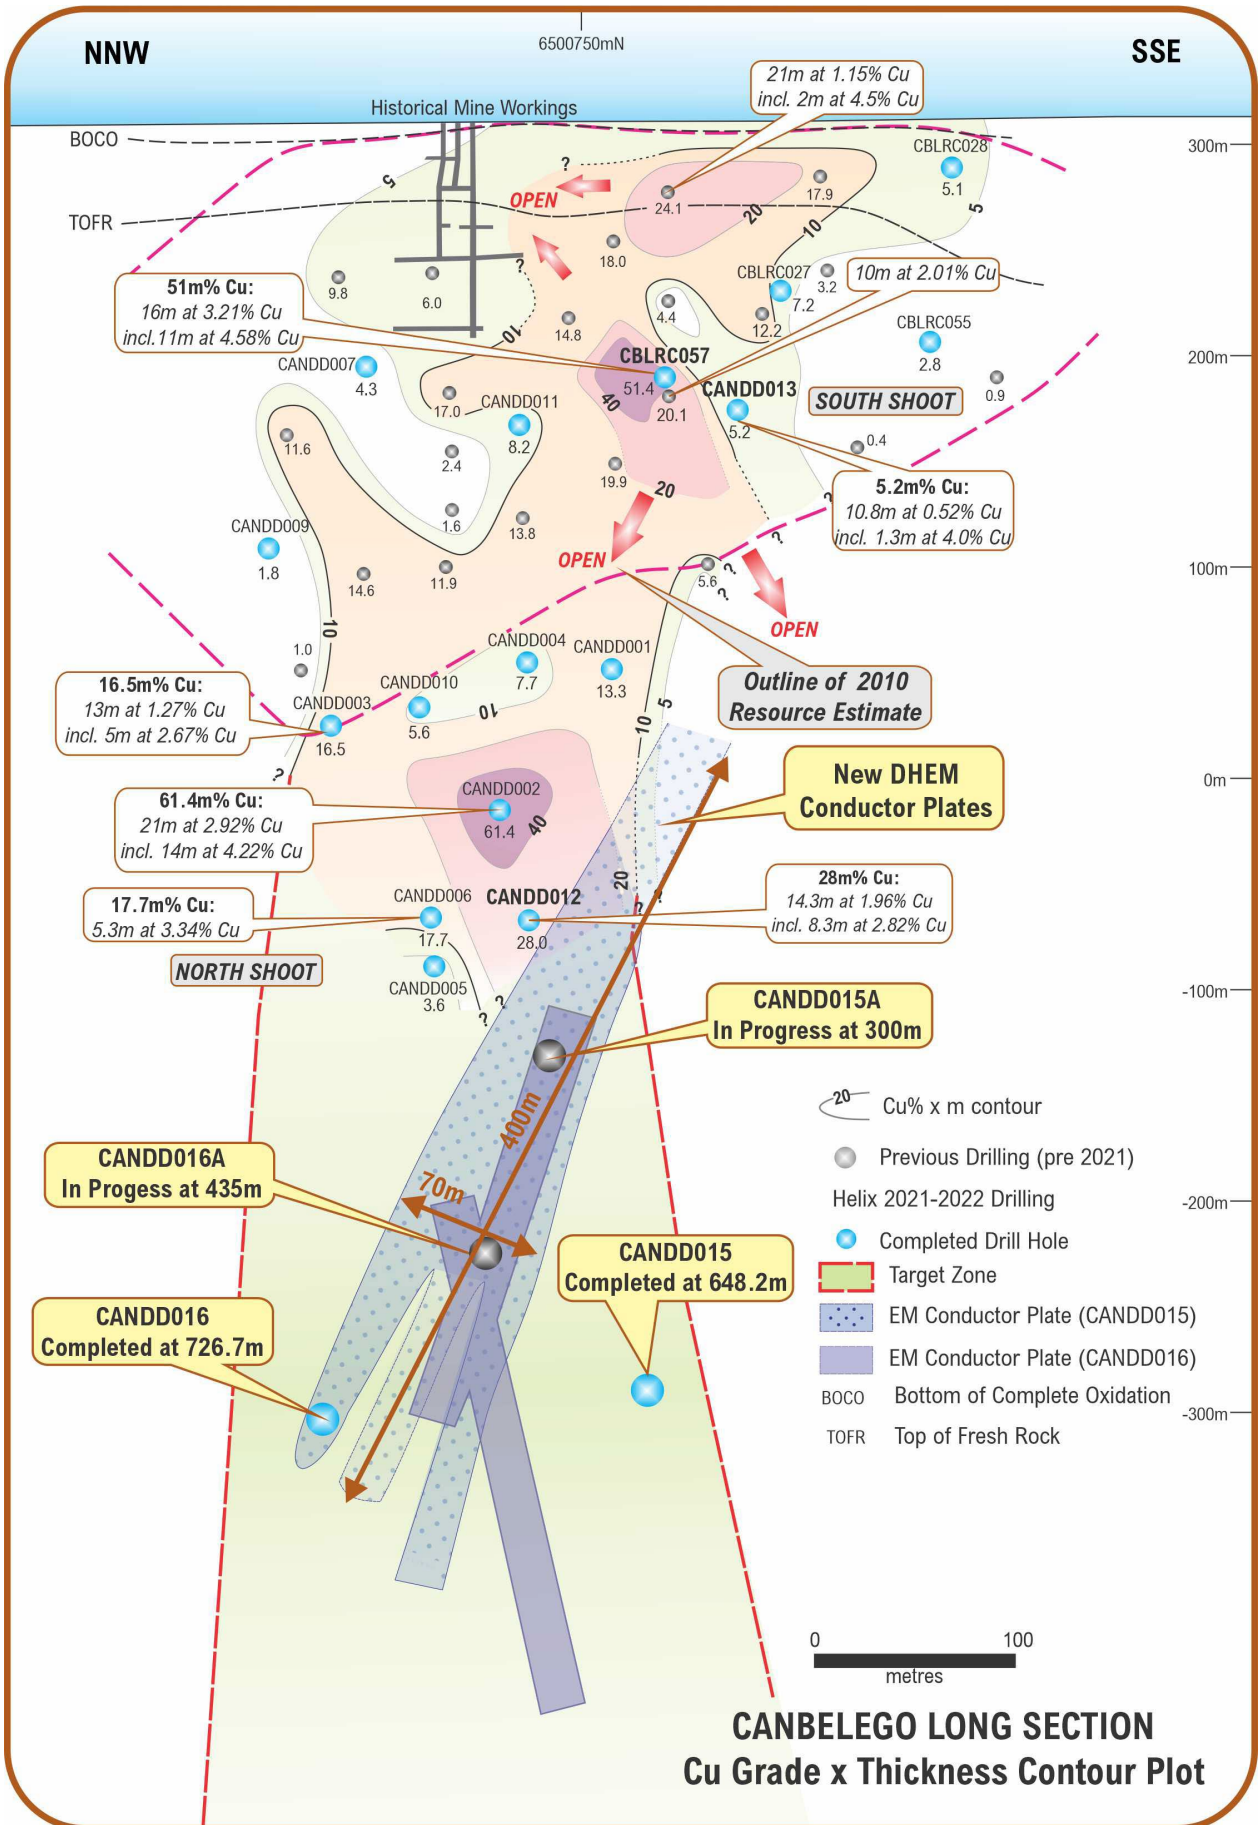 NNW
6500750mN
SSE
21m at 1.15% Cu
incl. 2m at 4.5% Cu
Historical Mine Workings
BOCO
300m
CBLRC028
5.1
?
5
OPEN
17.9
24.1
20
10
5
TOFR
18.0
?
9.8
6.0
CBLRC027
3.2
7.2
10m at 2.01% Cu
51m% Cu:
16m at 3.21% Cu
incl.11m at 4.58% Cu
4.4
12.2
14.8
10
CBLRC055
2.8
200m
CANDD007
4.3
CBLRC057
51.4
40
20.1
CANDD013
5.2
SOUTH SHOOT
0.9
17.0
CANDD011
8.2
0.4
11.6
2.4
19.9
20
5.2m% Cu:
10.8m at 0.52% Cu
incl. 1.3m at 4.0% Cu
?
1.6
13.8
CANDD009
1.8
?
OPEN
100m
14.6
11.9
5.6
?
?
OPEN
10
1.0
CANDD004
7.7
CANDD001
13.3
Outline of 2010
Resource Estimate
16.5m% Cu:
13m at 1.27% Cu
incl. 5m at 2.67% Cu
CANDD003
16.5
CANDD010
5.6
10
10
5
?
New DHEM
Conductor Plates
0m
61.4m% Cu:
21m at 2.92% Cu
incl. 14m at 4.22% Cu
CANDD002
61.4
40
20
?
?
28m% Cu:
14.3m at 1.96% Cu
incl. 8.3m at 2.82% Cu
17.7m% Cu:
5.3m at 3.34% Cu
CANDD006
17.7
CANDD012
28.0
NORTH SHOOT
CANDD005
3.6
?
?
-100m
CANDD015A
In Progress at 300m
400m
20
Cu% x m contour
Previous Drilling (pre 2021)
Helix 2021-2022 Drilling
Completed Drill Hole
Target Zone
EM Conductor Plate (CANDD015)
EM Conductor Plate (CANDD016)
BOCO
Bottom of Complete Oxidation
TOFR
Top of Fresh Rock
CANDD016A
In Progess at 435m
70m
-200m
CANDD015
Completed at 648.2m
CANDD016
Completed at 726.7m
-300m
0
100
metres
CANBELEGO LONG SECTION
Cu Grade x Thickness Contour Plot